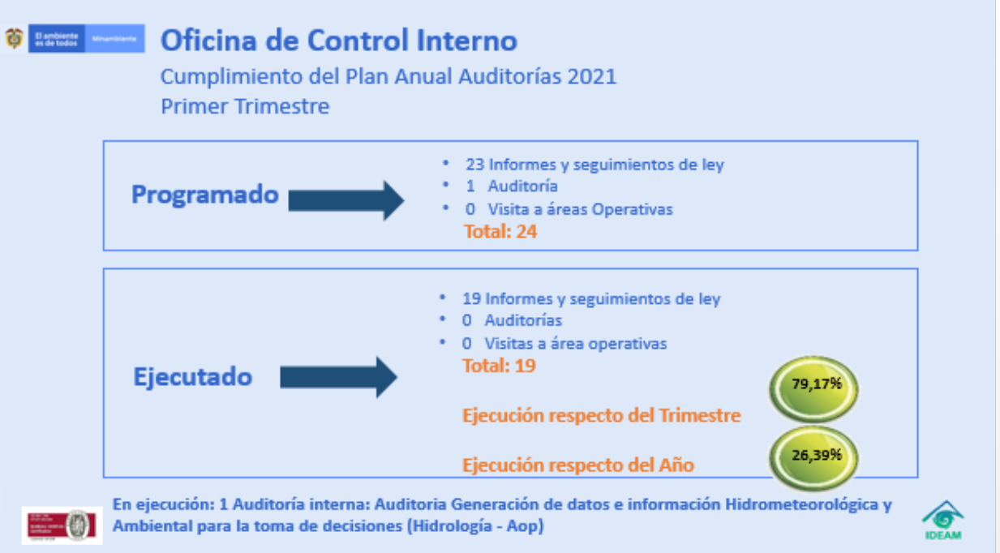 El ambiente
es de todos
Minambiente
Oficina de Control Interno
Cumplimiento del Plan Anual Auditorías 2021
Primer Trimestre
Programado
• 23 Informes y seguimientos de ley
• 1 Auditoría
• 0 Visita a áreas Operativas
Total: 24
Ejecutado
• 19 Informes y seguimientos de ley
• 0 Auditorías
• 0 Visitas a área operativas
Total: 19
Ejecución respecto del Trimestre
79,17%
Ejecución respecto del Año
26,39%
En ejecución: 1 Auditoría interna: Auditoria Generación de datos e información Hidrometeorológica y
Ambiental para la toma de decisiones (Hidrología - Aop)
IDEAM